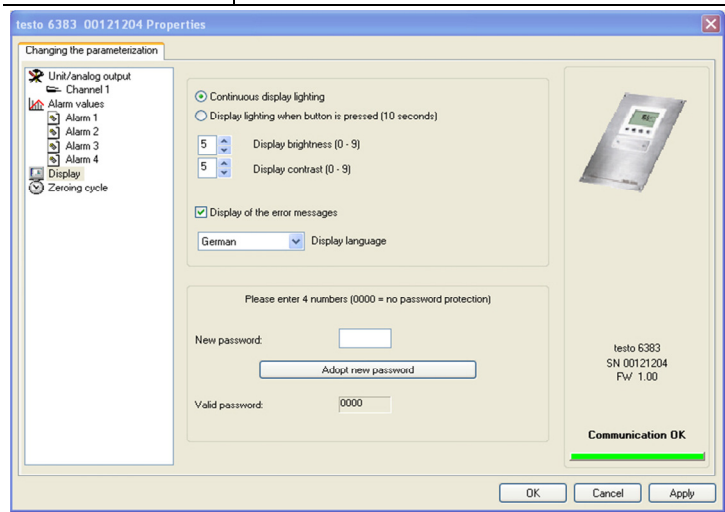 testo 6383 00121204 Properties
Changing the parameterization
Unit/analog output
Channel 1
Alarm values
Alarm 1
Alarm 2
Alarm 3
Alarm 4
Display
Zeroing cycle
Continuous display lighting
Display lighting when button is pressed (10 seconds)
5 Display brightness (0 - 9)
5 Display contrast (0 - 9)
Display of the error messages
German Display language
Please enter 4 numbers (0000 = no password protection)
New password:
Adopt new password
Valid password: 0000
testo 6383
SN 00121204
FW 1.00
Communication OK
OK Cancel Apply